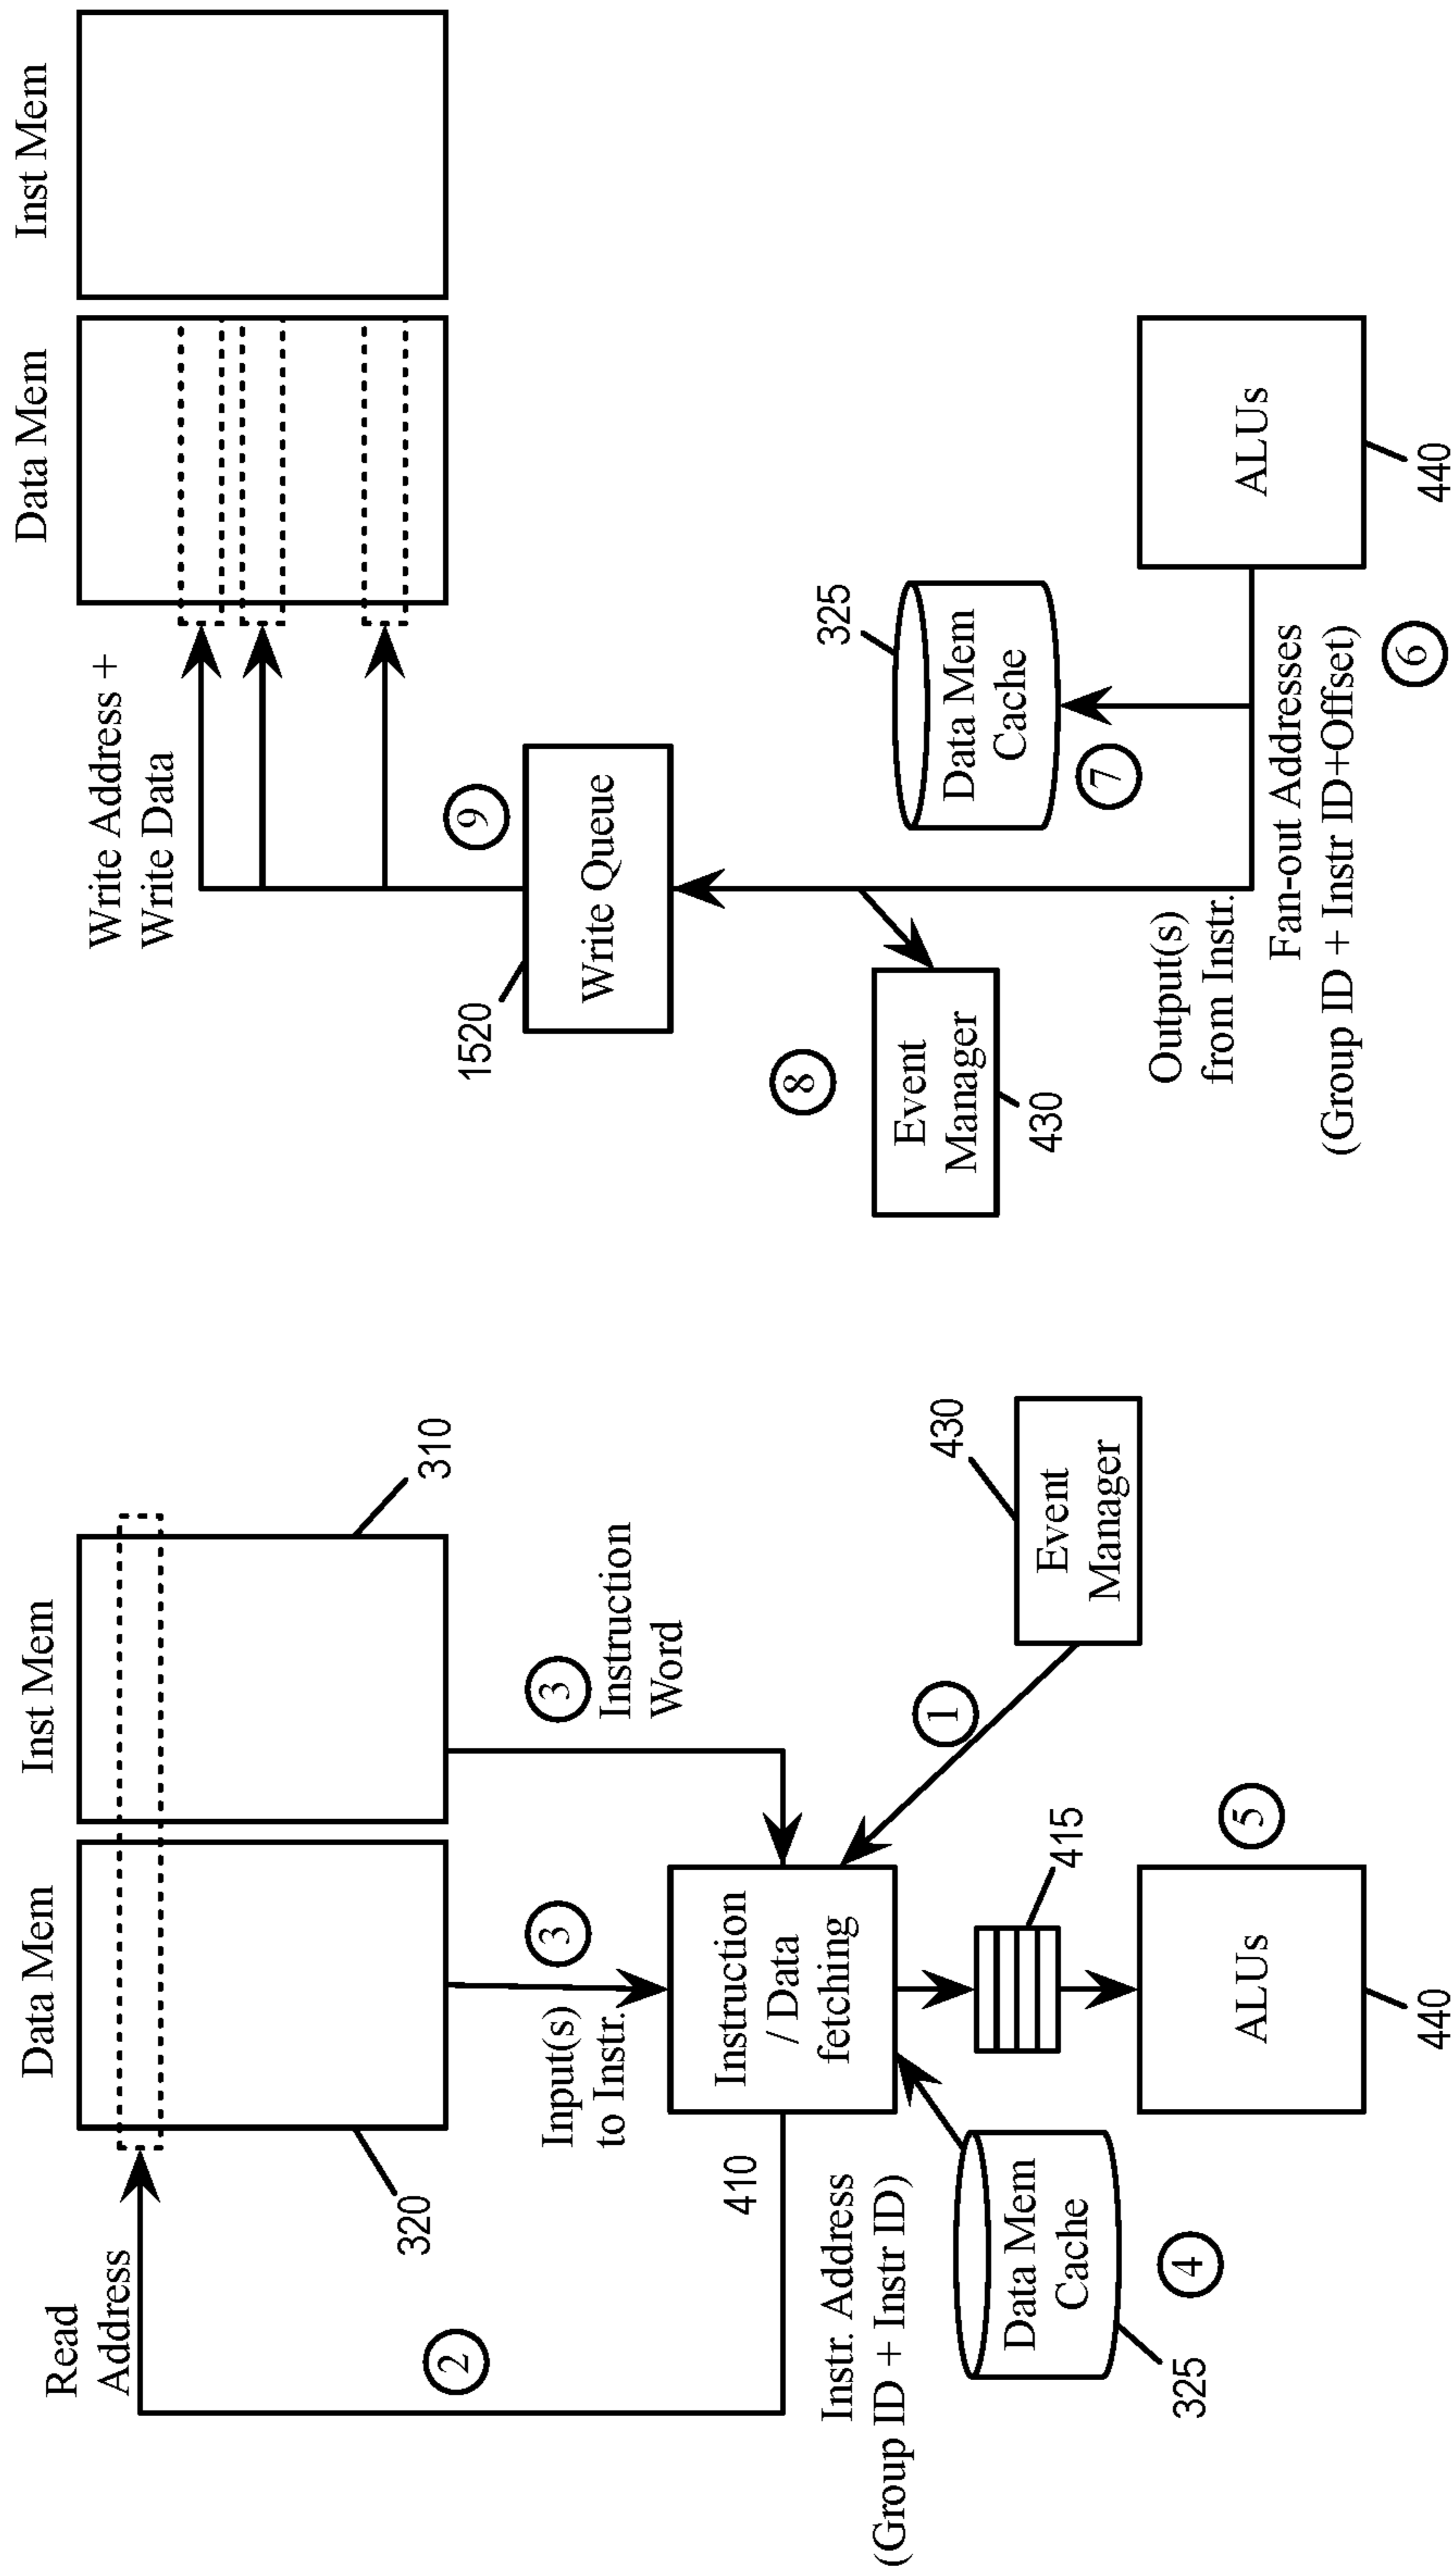 Read
Address
Data Mem
Inst Mem
320
310
2
Input(s)
to Instr.
3
3
Instruction
Word
410
Instruction
/ Data
fetching
Instr. Address
(Group ID + Instr ID)
1
430
Event
Manager
Data Mem
Cache
325
4
415
5
ALUs
440
Data Mem
Inst Mem
Write Address +
Write Data
9
1520
Write Queue
325
Data Mem
Cache
7
8
Event
Manager
430
Output(s)
from Instr.
ALUs
440
Fan-out Addresses
(Group ID + Instr ID+Offset)
6